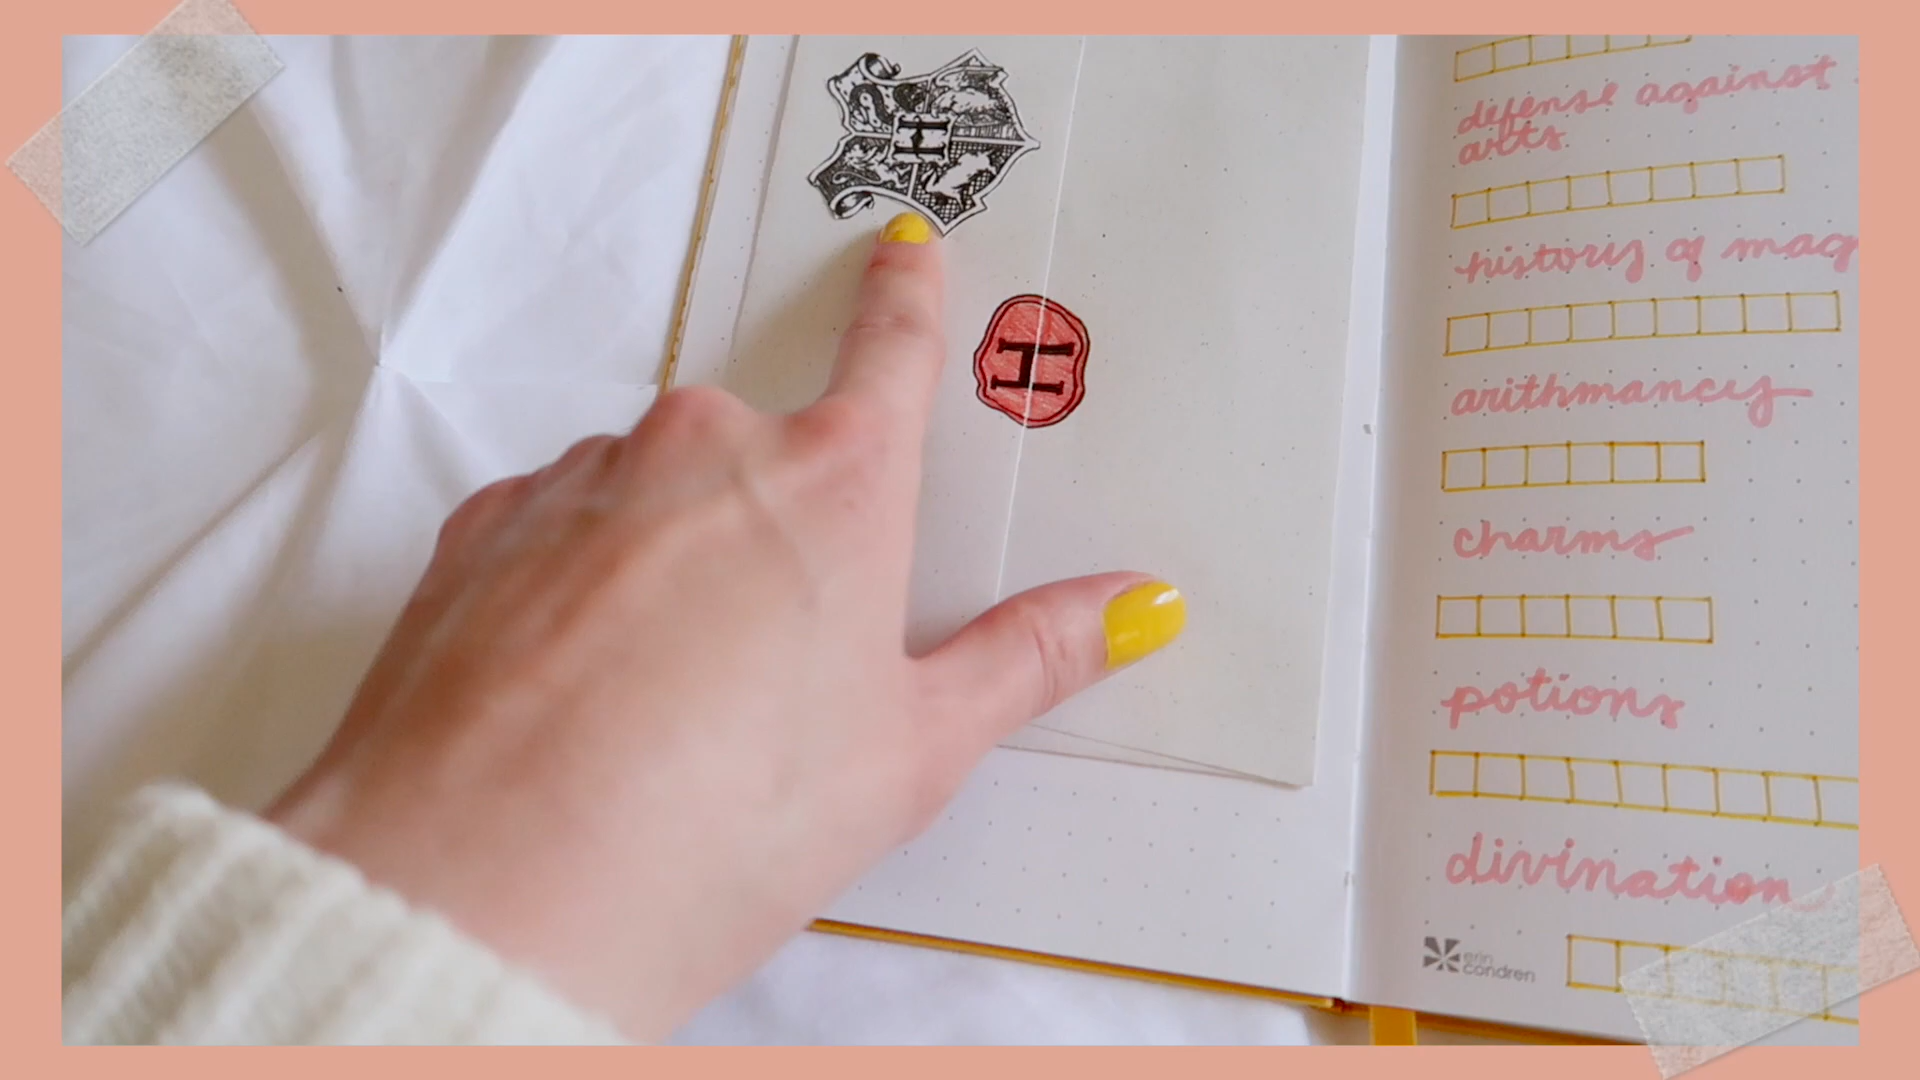 H
H
defense against
arts
history of mag
arithmancy
charms
potions
divination
erin
condren